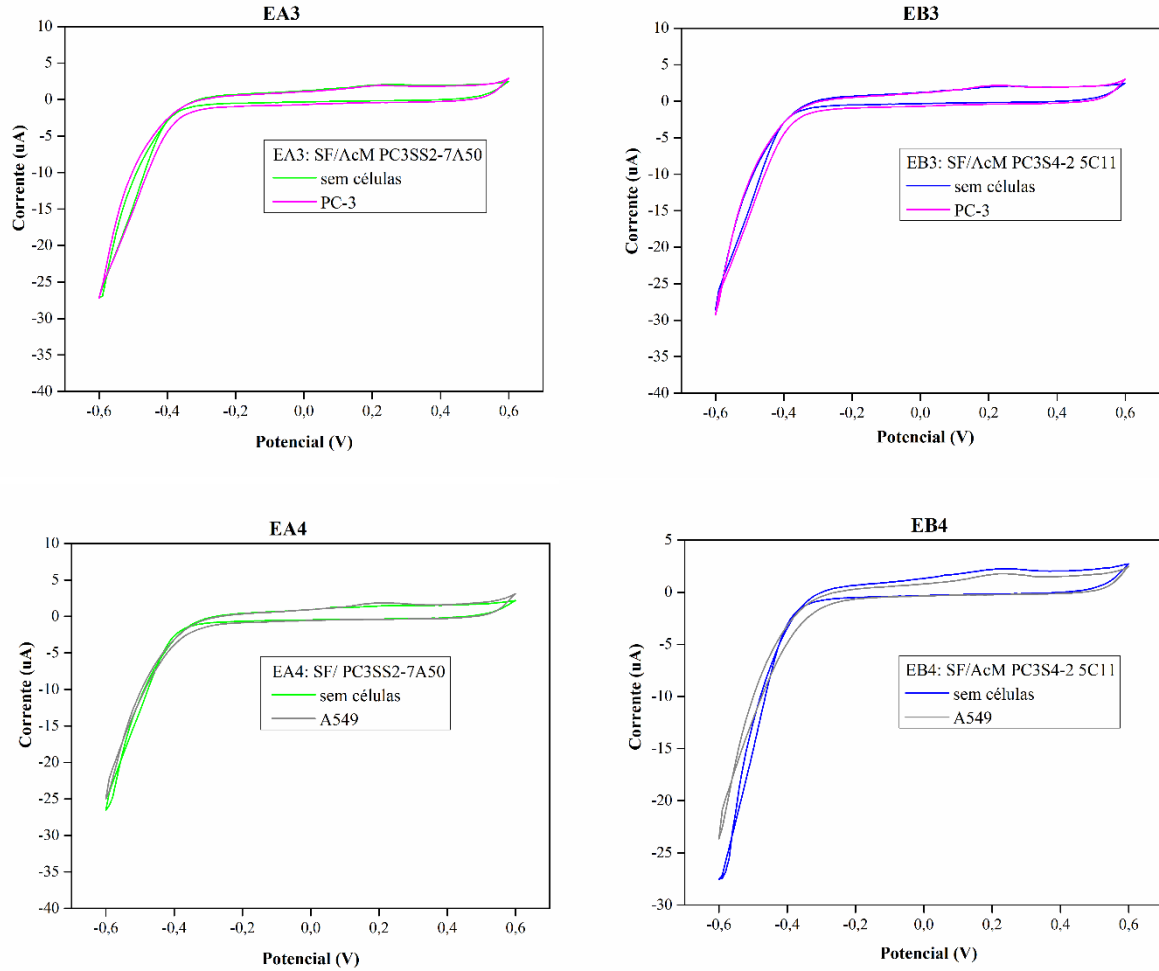 EA3
10
5
0
-5
-10
-15
-20
-25
-30
-35
-40
Corrente (uA)
EA3: SF/AcM PC3SS2-7A50
sem células
PC-3
-0,6 -0,4 -0,2 0,0 0,2 0,4 0,6
Potencial (V)
EB3
10
5
0
-5
-10
-15
-20
-25
-30
-35
-40
Corrente (uA)
EB3: SF/AcM PC3S4-2 5C11
sem células
PC-3
-0,6 -0,4 -0,2 0,0 0,2 0,4 0,6
Potencial (V)
EA4
10
5
0
-5
-10
-15
-20
-25
-30
-35
-40
Corrente (uA)
EA4: SF/ PC3SS2-7A50
sem células
A549
-0,6 -0,4 -0,2 0,0 0,2 0,4 0,6
Potencial (V)
EB4
5
0
-5
-10
-15
-20
-25
-30
Corrente (uA)
EB4: SF/AcM PC3S4-2 5C11
sem células
A549
-0,6 -0,4 -0,2 0,0 0,2 0,4 0,6
Potencial (V)